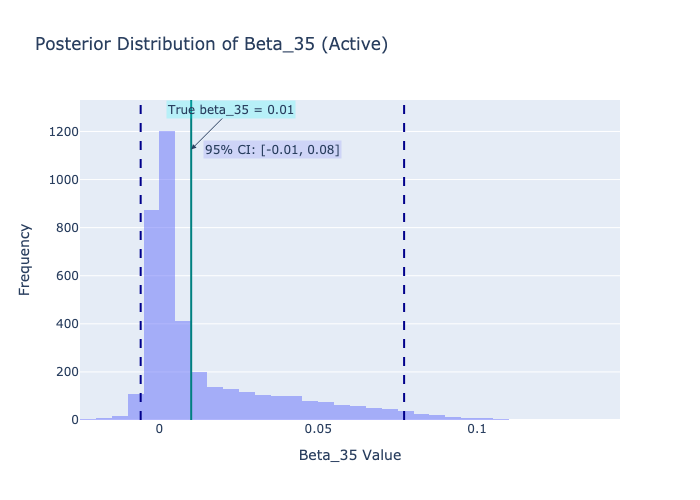 Posterior Distribution of Beta_35 (Active)
True beta_35 = 0.01
95% CI: [-0.01, 0.08]
1200
1000
800
600
400
200
0
Frequency
0
0.05
0.1
Beta_35 Value